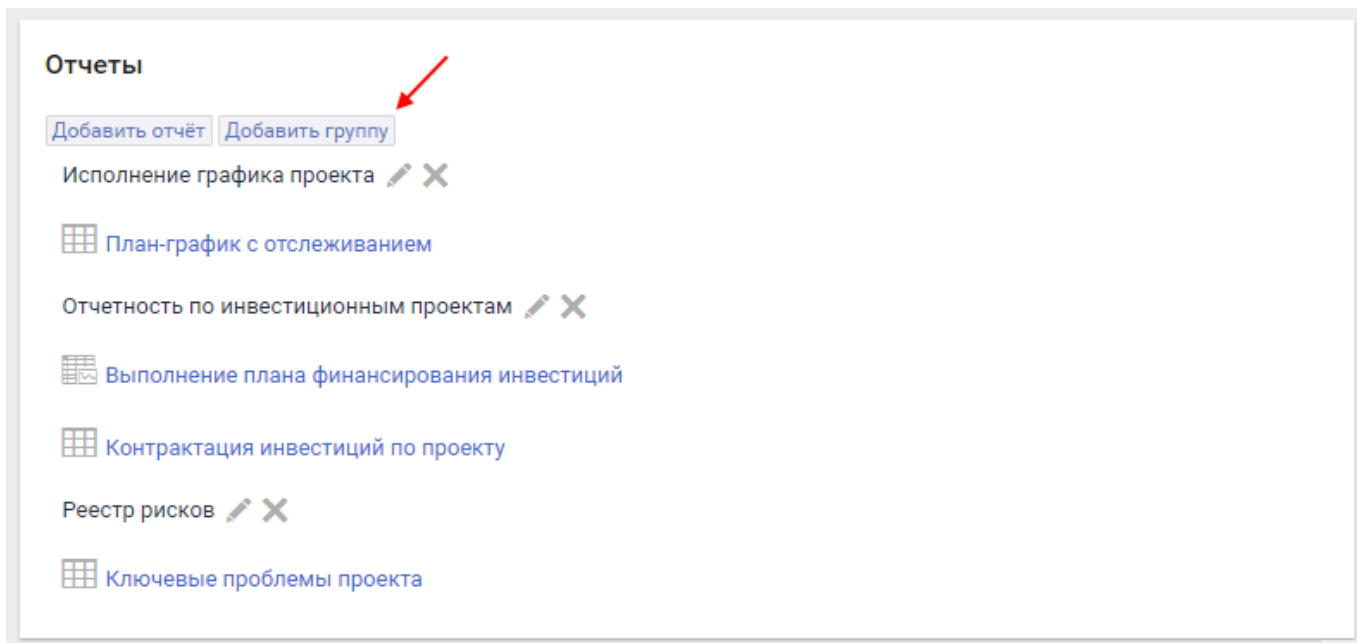 Отчеты
Добавить отчёт Добавить группу
Исполнение графика проекта
План-график с отслеживанием
Отчетность по инвестиционным проектам
Выполнение плана финансирования инвестиций
Контрактация инвестиций по проекту
Реестр рисков
Ключевые проблемы проекта